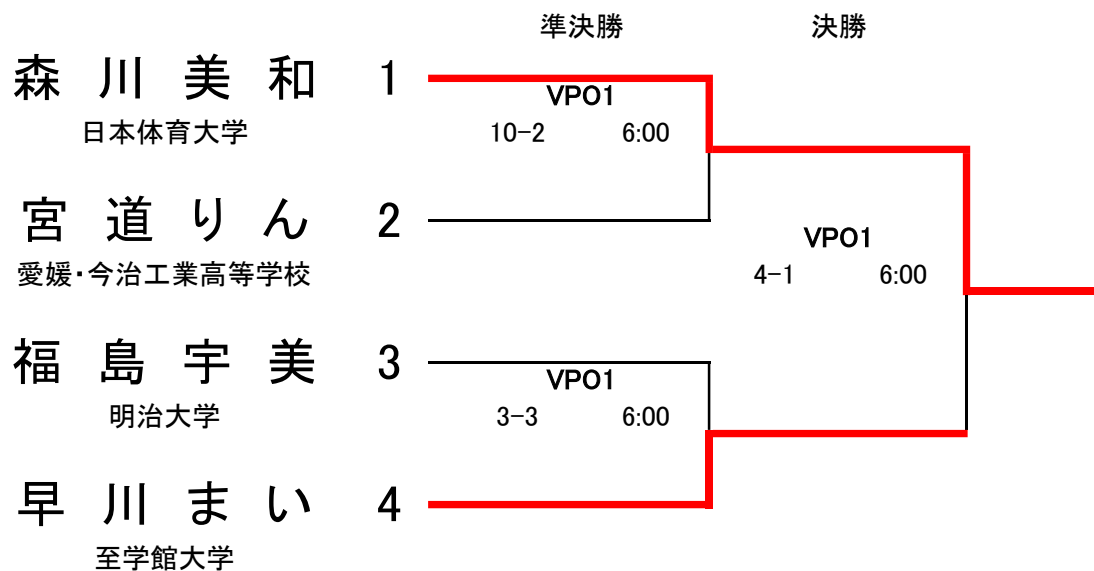 準決勝 決勝
森川美和 1
日本体育大学
VPO1
10-2 6:00
宮道りん 2
愛媛・今治工業高等学校
VPO1
4-1 6:00
福島宇美 3
明治大学
VPO1
3-3 6:00
早川まい 4
至学館大学